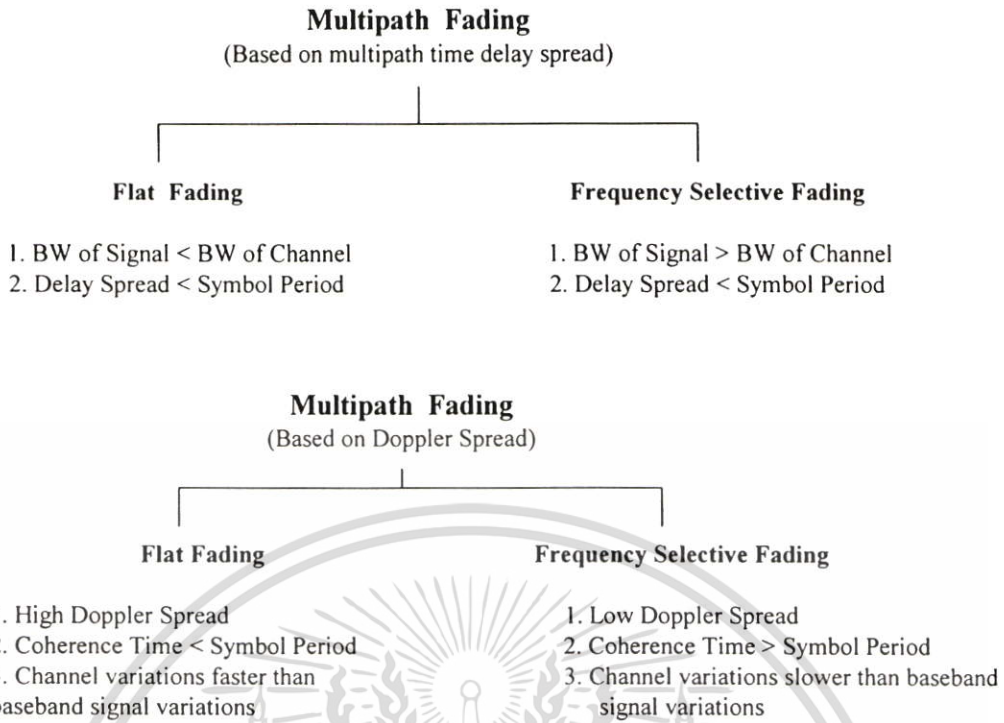 Multipath Fading
(Based on multipath time delay spread)
Flat Fading
Frequency Selective Fading
1. BW of Signal < BW of Channel
2. Delay Spread < Symbol Period
1. BW of Signal > BW of Channel
2. Delay Spread < Symbol Period
Multipath Fading
(Based on Doppler Spread)
Flat Fading
Frequency Selective Fading
. High Doppler Spread
. Coherence Time < Symbol Period
. Channel variations faster than
baseband signal variations
1. Low Doppler Spread
2. Coherence Time > Symbol Period
3. Channel variations slower than baseband
signal variations